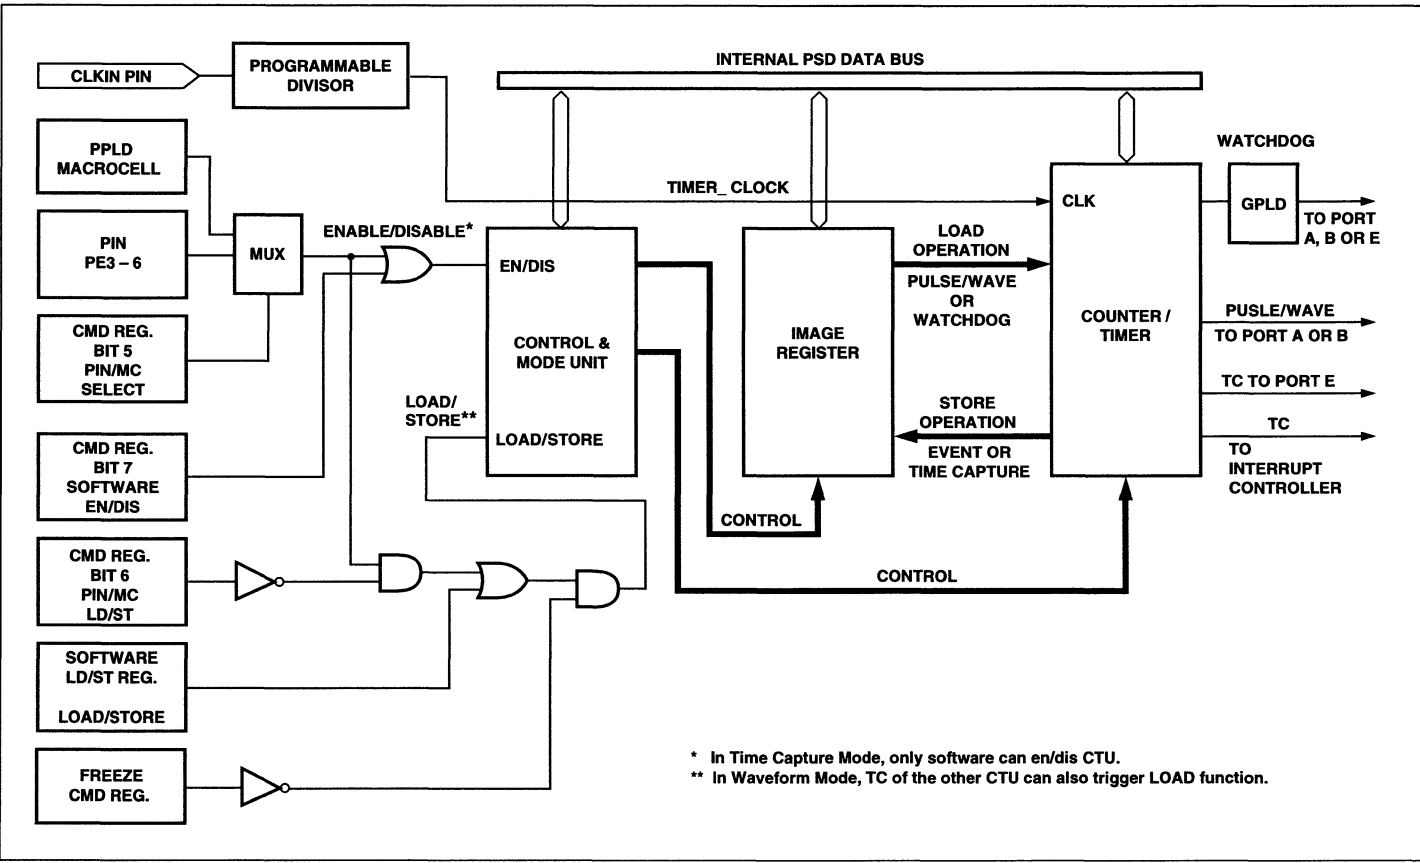 INTERNAL PSD DATA BUS
CLKIN PIN
PROGRAMMABLE
DIVISOR
PPLD
MACROCELL
PIN
PE3 – 6
MUX
CMD REG.
BIT 5
PIN/MC
SELECT
CMD REG.
BIT 7
SOFTWARE
EN/DIS
CMD REG.
BIT 6
PIN/MC
LD/ST
SOFTWARE
LD/ST REG.
LOAD/STORE
FREEZE
CMD REG.
ENABLE/DISABLE*
LOAD/
STORE**
EN/DIS
CONTROL &
MODE UNIT
LOAD/STORE
TIMER_ CLOCK
IMAGE
REGISTER
CONTROL
CONTROL
LOAD
OPERATION
PULSE/WAVE
OR
WATCHDOG
STORE
OPERATION
EVENT OR
TIME CAPTURE
CLK
COUNTER /
TIMER
WATCHDOG
GPLD
TO PORT
A, B OR E
PUSLE/WAVE
TO PORT A OR B
TC TO PORT E
TC
TO
INTERRUPT
CONTROLLER
* In Time Capture Mode, only software can en/dis CTU.
** In Waveform Mode, TC of the other CTU can also trigger LOAD function.